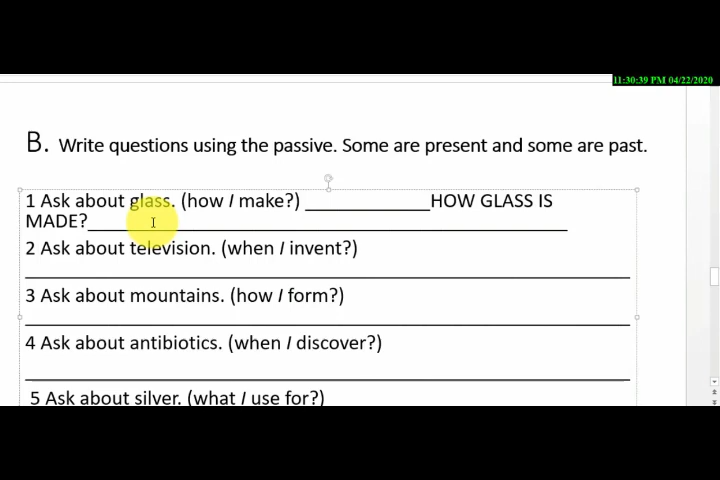 11:30:39 PM 04/22/2020
B. Write questions using the passive. Some are present and some are past.
1 Ask about glass. (how I make?) _____________HOW GLASS IS
MADE?__________________________________________________
2 Ask about television. (when I invent?)
3 Ask about mountains. (how I form?)
4 Ask about antibiotics. (when I discover?)
5 Ask about silver. (what I use for?)